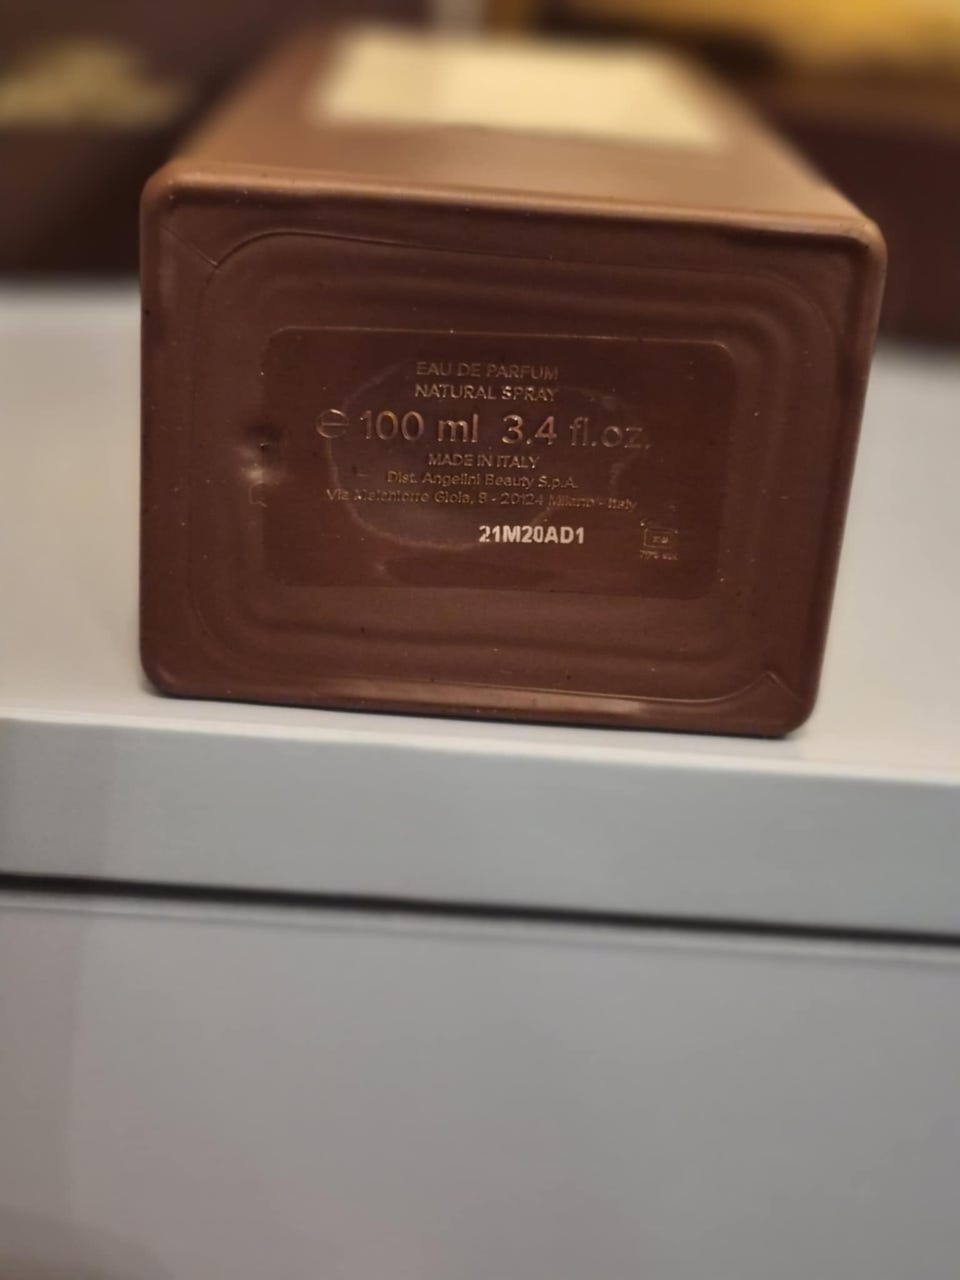 EAU DE PARFUM
NATURAL SPRAY
℮ 100 ml 3.4 fl.oz.
MADE IN ITALY
Dist. Angelini Beauty S.p.A.
Via Melchiorre Gioia, 8 - 20124 Milano - Italy
21M20AD1